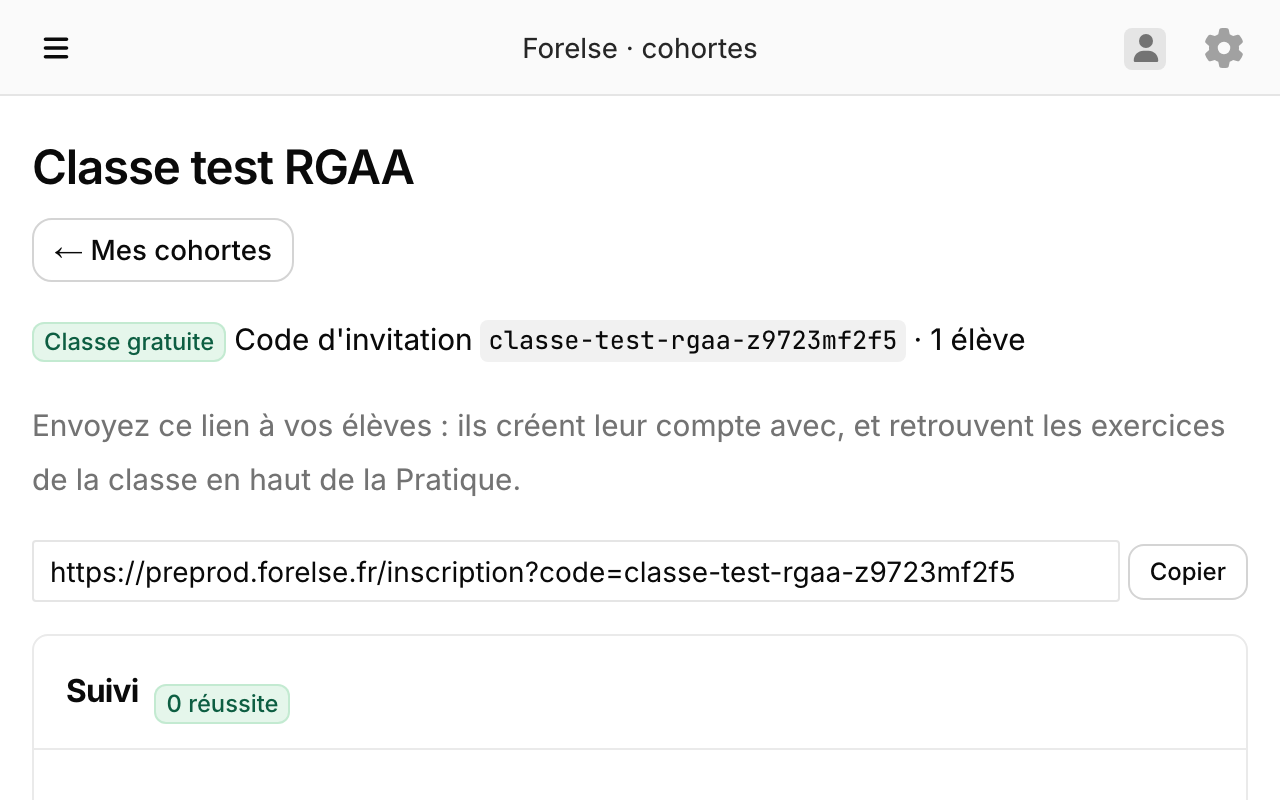 Forelse · cohortes
Classe test RGAA
← Mes cohortes
Classe gratuite Code d'invitation classe-test-rgaa-z9723mf2f5 · 1 élève
Envoyez ce lien à vos élèves : ils créent leur compte avec, et retrouvent les exercices
de la classe en haut de la Pratique.
https://preprod.forelse.fr/inscription?code=classe-test-rgaa-z9723mf2f5 Copier
Suivi 0 réussite